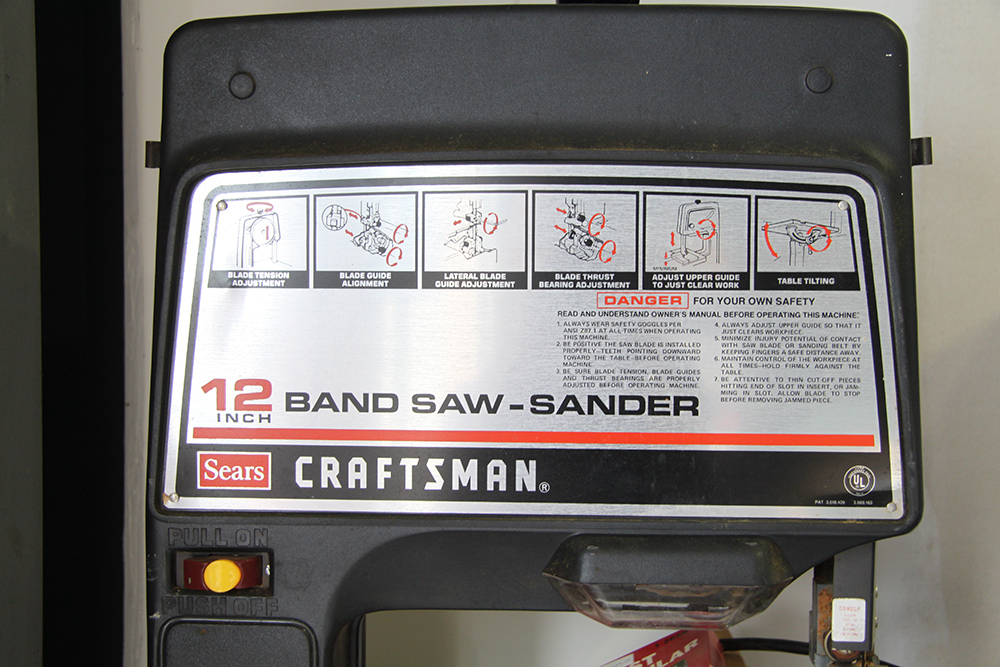 BLADE TENSION
ADJUSTMENT
BLADE GUIDE
ALIGNMENT
LATERAL BLADE
GUIDE ADJUSTMENT
BLADE THRUST
BEARING ADJUSTMENT
MINIMUM
ADJUST UPPER GUIDE
TO JUST CLEAR WORK
TABLE TILTING
DANGER FOR YOUR OWN SAFETY
READ AND UNDERSTAND OWNER'S MANUAL BEFORE OPERATING THIS MACHINE
1. ALWAYS WEAR SAFETY GOGGLES PER
ANSI Z87.1 AT ALL TIMES WHEN OPERATING
THIS MACHINE.
2. BE POSITIVE THE SAW BLADE IS INSTALLED
PROPERLY—TEETH POINTING DOWNWARD
TOWARD THE TABLE—BEFORE OPERATING
MACHINE.
3. BE SURE BLADE TENSION, BLADE GUIDES
AND THRUST BEARINGS ARE PROPERLY
ADJUSTED BEFORE OPERATING MACHINE.
4. ALWAYS ADJUST UPPER GUIDE SO THAT IT
JUST CLEARS WORKPIECE.
5. MINIMIZE INJURY POTENTIAL OF CONTACT
WITH SAW BLADE OR SANDING BELT BY
KEEPING FINGERS A SAFE DISTANCE AWAY.
6. MAINTAIN CONTROL OF THE WORKPIECE AT
ALL TIMES—HOLD FIRMLY AGAINST THE
TABLE.
7. BE ATTENTIVE TO THIN CUT-OFF PIECES
HITTING END OF SLOT IN INSERT, OR JAM-
MING IN SLOT. ALLOW BLADE TO STOP
BEFORE REMOVING JAMMED PIECE.
12
INCH
BAND SAW-SANDER
Sears
CRAFTSMAN®
UL
PULL ON
PUSH OFF